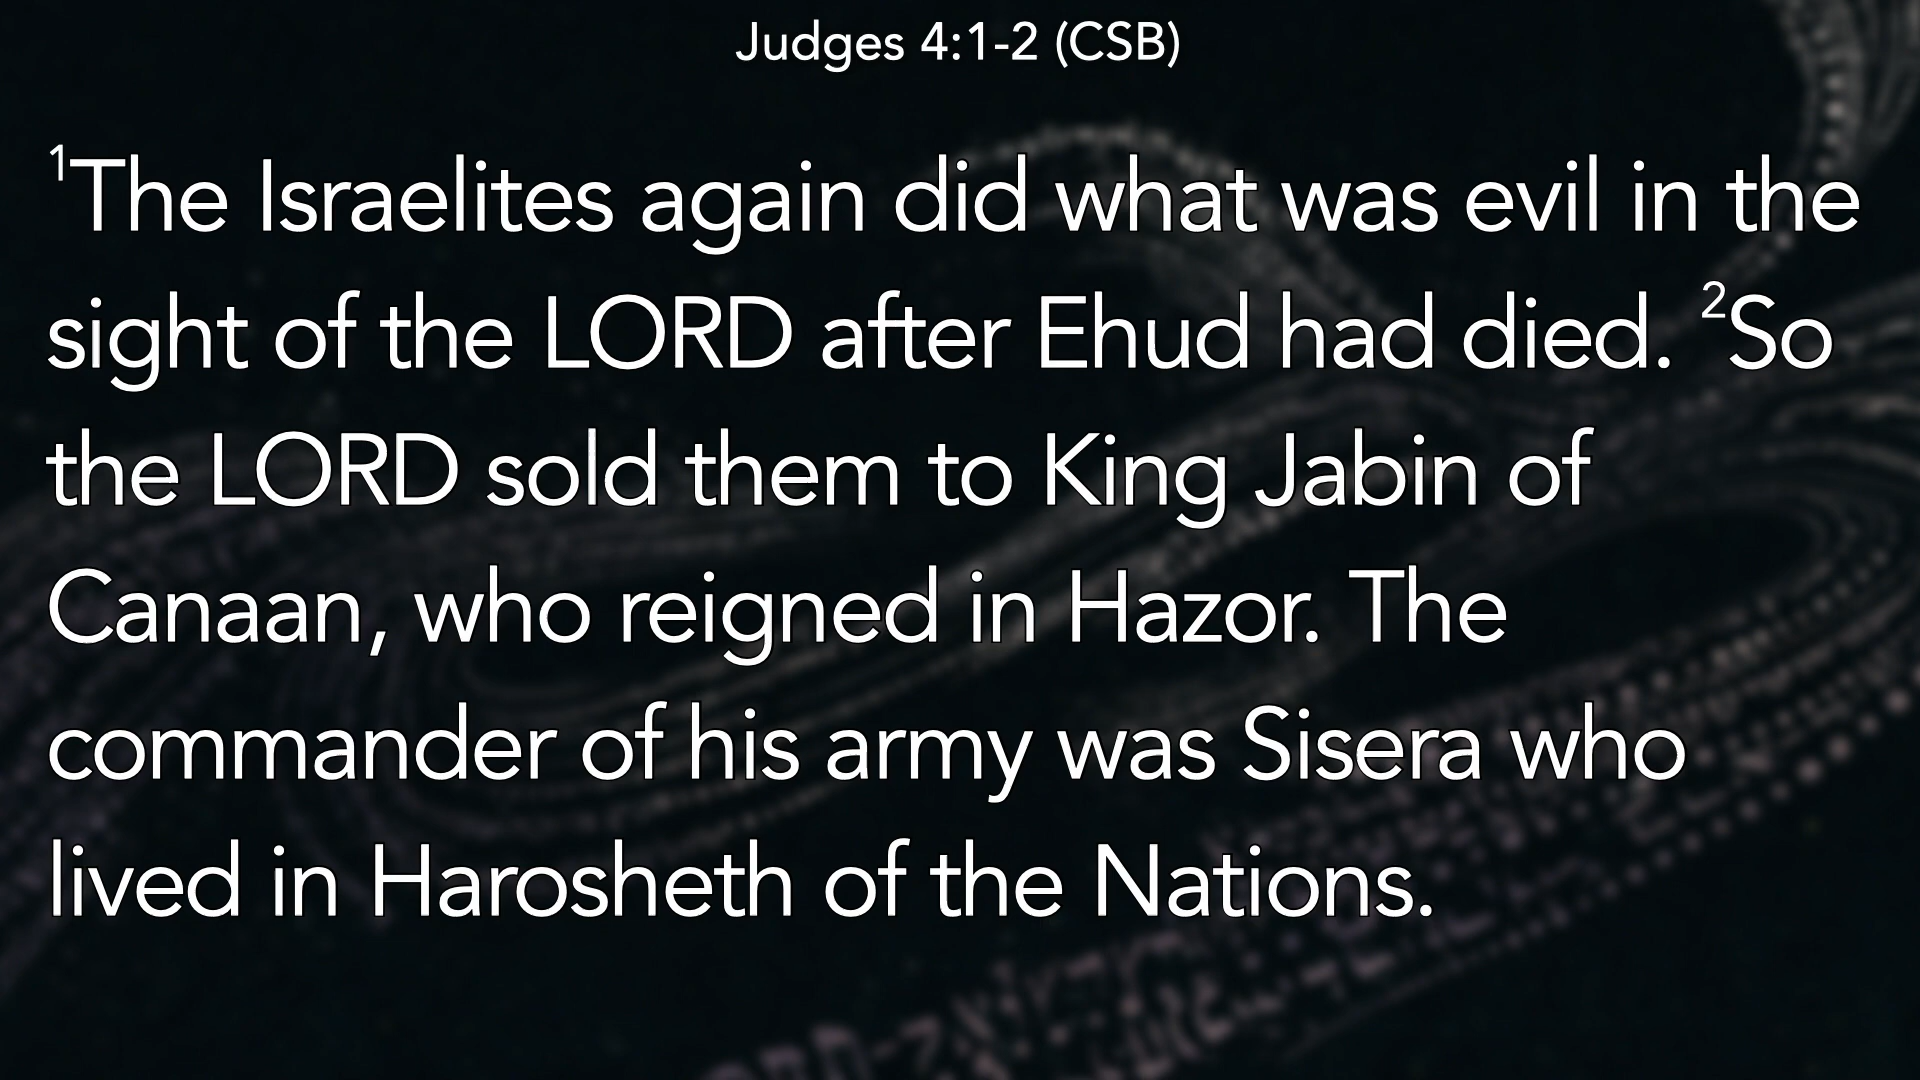 Judges 4:1-2 (CSB)
¹The Israelites again did what was evil in the
sight of the LORD after Ehud had died. ²So
the LORD sold them to King Jabin of
Canaan, who reigned in Hazor. The
commander of his army was Sisera who
lived in Harosheth of the Nations.